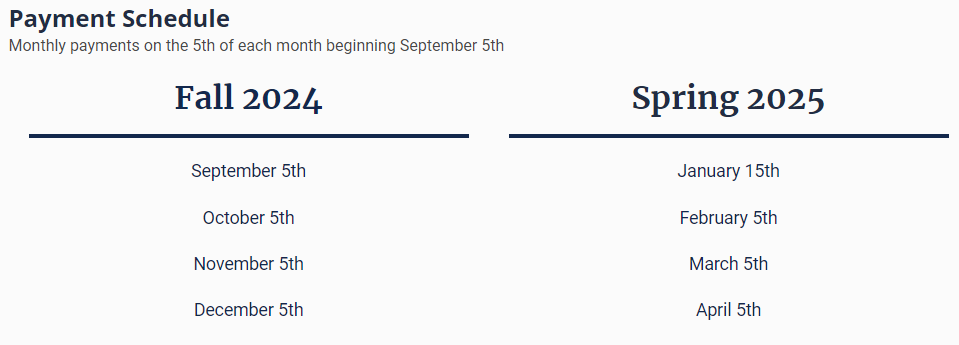 Payment Schedule
Monthly payments on the 5th of each month beginning September 5th
Fall 2024
September 5th
October 5th
November 5th
December 5th
Spring 2025
January 15th
February 5th
March 5th
April 5th